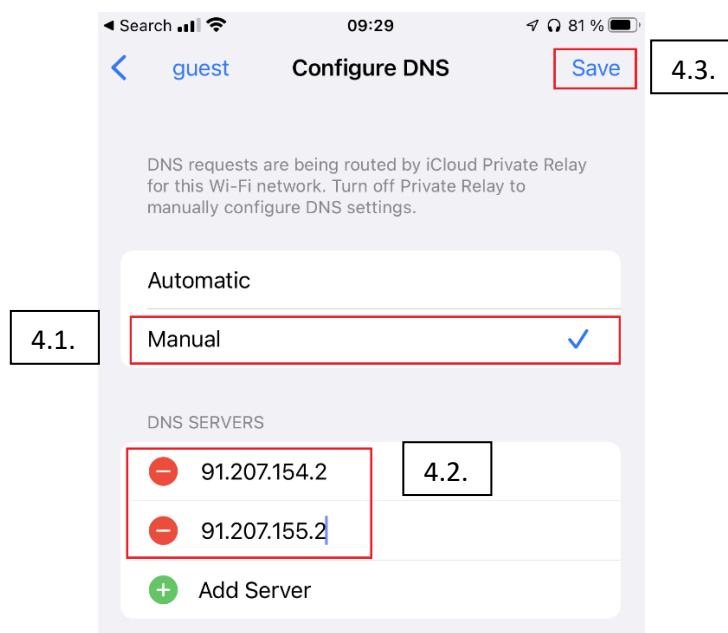 Search 09:29 81 %
guest Configure DNS Save 4.3.
DNS requests are being routed by iCloud Private Relay
for this Wi-Fi network. Turn off Private Relay to
manually configure DNS settings.
Automatic
4.1. Manual
DNS SERVERS
91.207.154.2 4.2.
91.207.155.2
Add Server